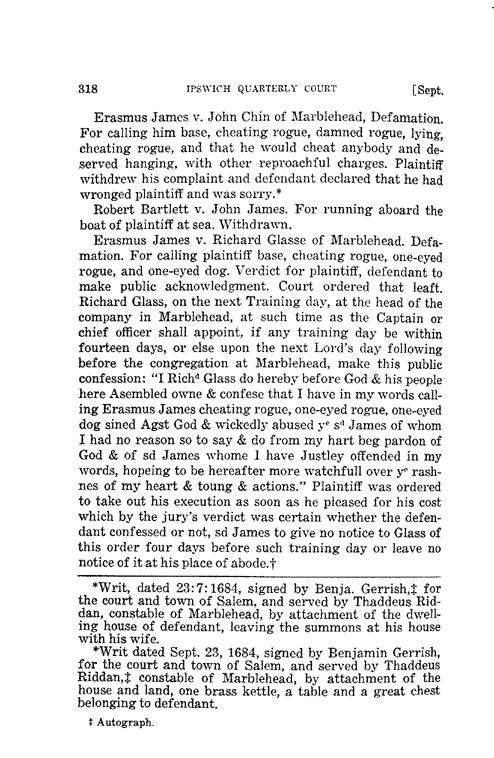 318 IPSWICH QUARTERLY COURT [Sept.
Erasmus James v. John Chin of Marblehead, Defamation.
For calling him base, cheating rogue, damned rogue, lying,
cheating rogue, and that he would cheat anybody and de-
served hanging, with other reproachful charges. Plaintiff
withdrew his complaint and defendant declared that he had
wronged plaintiff and was sorry.*
Robert Bartlett v. John James. For running aboard the
boat of plaintiff at sea. Withdrawn.
Erasmus James v. Richard Glasse of Marblehead. Defa-
mation. For calling plaintiff base, cheating rogue, one-eyed
rogue, and one-eyed dog. Verdict for plaintiff, defendant to
make public acknowledgment. Court ordered that leaft.
Richard Glass, on the next Training day, at the head of the
company in Marblehead, at such time as the Captain or
chief officer shall appoint, if any training day be within
fourteen days, or else upon the next Lord's day following
before the congregation at Marblehead, make this public
confession: "I Richᵈ Glass do hereby before God & his people
here Asembled owne & confese that I have in my words call-
ing Erasmus James cheating rogue, one-eyed rogue, one-eyed
dog sined Agst God & wickedly abused yᵉ sᵈ James of whom
I had no reason so to say & do from my hart beg pardon of
God & of sd James whome I have Justley offended in my
words, hopeing to be hereafter more watchfull over yᵉ rash-
nes of my heart & toung & actions." Plaintiff was ordered
to take out his execution as soon as he pleased for his cost
which by the jury's verdict was certain whether the defen-
dant confessed or not, sd James to give no notice to Glass of
this order four days before such training day or leave no
notice of it at his place of abode.†
*Writ, dated 23:7:1684, signed by Benja. Gerrish,‡ for
the court and town of Salem, and served by Thaddeus Rid-
dan, constable of Marblehead, by attachment of the dwell-
ing house of defendant, leaving the summons at his house
with his wife.
*Writ dated Sept. 23, 1684, signed by Benjamin Gerrish,
for the court and town of Salem, and served by Thaddeus
Riddan,‡ constable of Marblehead, by attachment of the
house and land, one brass kettle, a table and a great chest
belonging to defendant.
‡ Autograph.